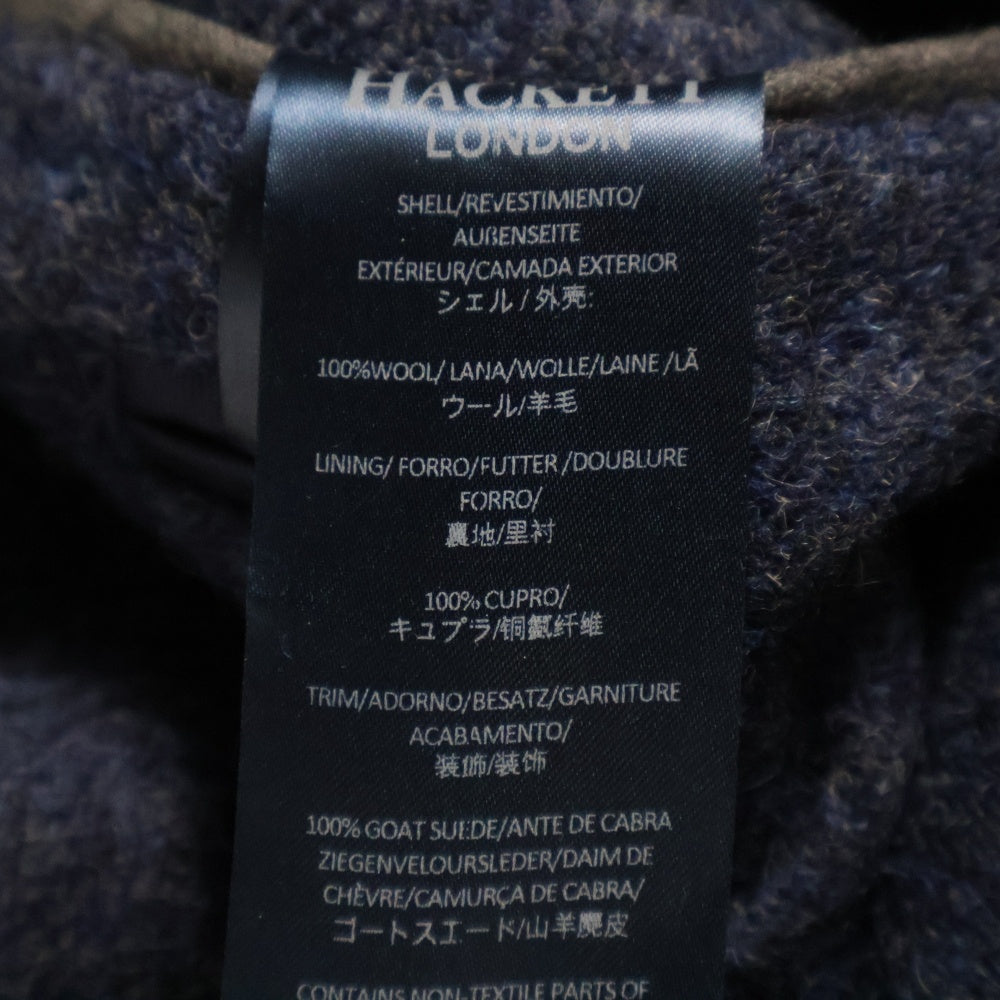 HACKETT
LONDON
SHELL/REVESTIMIENTO/
AUßENSEITE
EXTÉRIEUR/CAMADA EXTERIOR
シェル/外壳:
100%WOOL/ LANA/WOLLE/LAINE /LÃ
ウール/羊毛
LINING/ FORRO/FUTTER /DOUBLURE
FORRO/
裏地/里衬
100% CUPRO/
キュプラ/铜氨纤维
TRIM/ADORNO/BESATZ/GARNITURE
ACABAMENTO/
装飾/装饰
100% GOAT SUEDE/ANTE DE CABRA
ZIEGENVELOURSLEDER/DAIM DE
CHÈVRE/CAMURÇA DE CABRA/
ゴートスエード/山羊麂皮
CONTAINS NON-TEXTILE PARTS OF